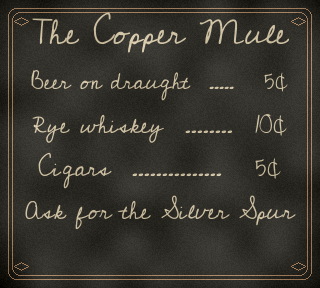 The Copper Mule
Beer on draught ..... 5¢
Rye whiskey ........ 10¢
Cigars ............... 5¢
Ask for the Silver Spur